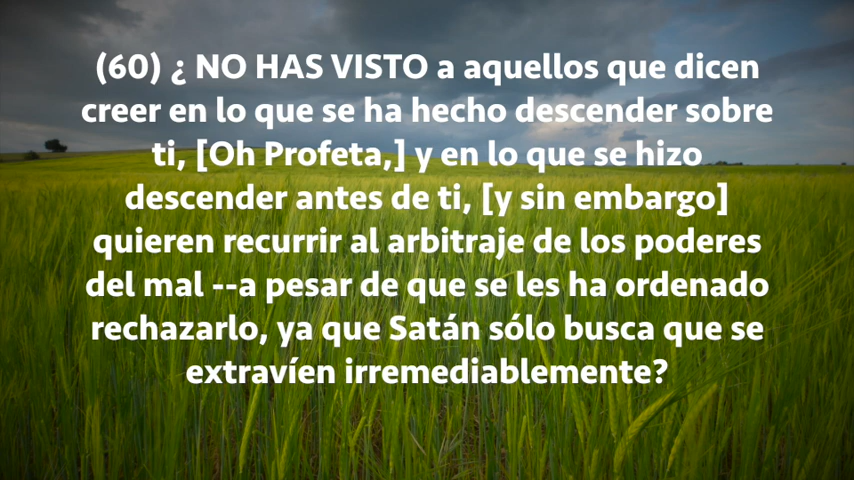 (60) ¿ NO HAS VISTO a aquellos que dicen
creer en lo que se ha hecho descender sobre
ti, [Oh Profeta,] y en lo que se hizo
descender antes de ti, [y sin embargo]
quieren recurrir al arbitraje de los poderes
del mal --a pesar de que se les ha ordenado
rechazarlo, ya que Satán sólo busca que se
extravíen irremediablemente?